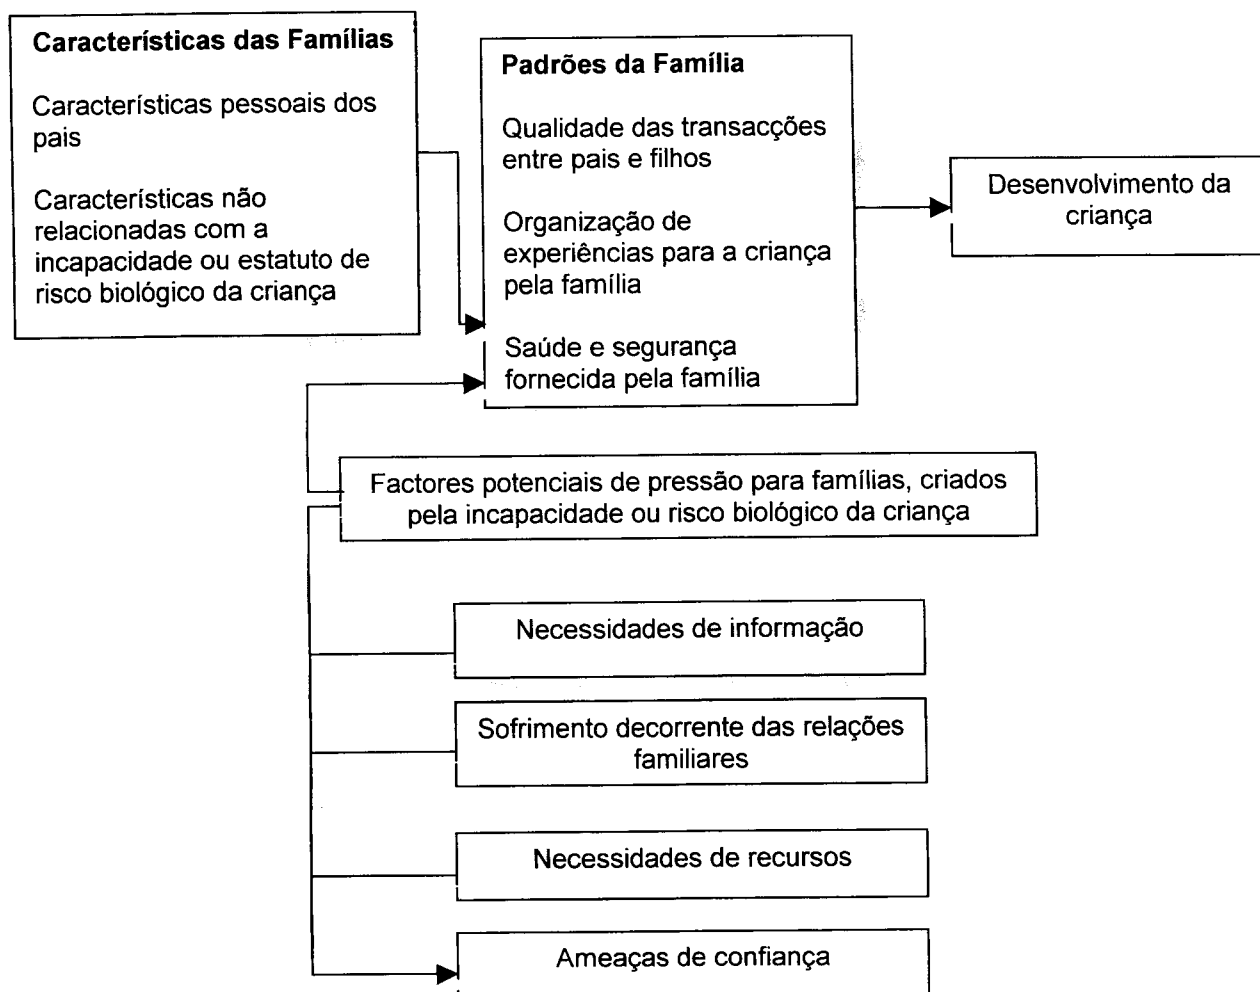 Características das Famílias
Características pessoais dos
pais
Características não
relacionadas com a
incapacidade ou estatuto de
risco biológico da criança
Padrões da Família
Qualidade das transacções
entre pais e filhos
Organização de
experiências para a criança
pela família
Saúde e segurança
fornecida pela família
Desenvolvimento da
criança
Factores potenciais de pressão para famílias, criados
pela incapacidade ou risco biológico da criança
Necessidades de informação
Sofrimento decorrente das relações
familiares
Necessidades de recursos
Ameaças de confiança